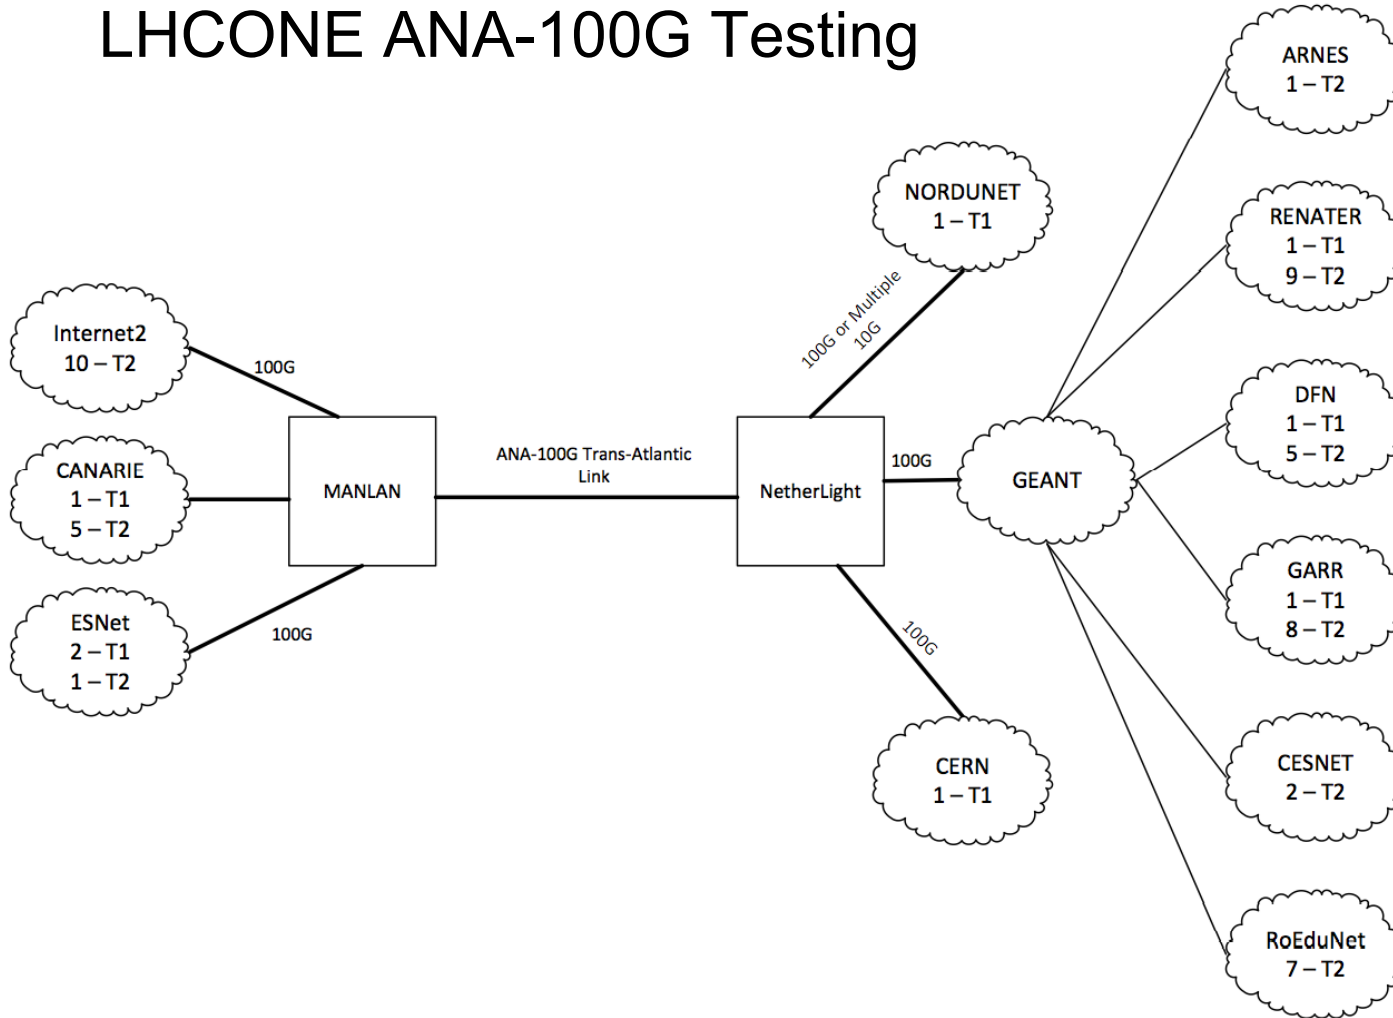 LHCONE ANA-100G Testing
ARNES
1 – T2
NORDUNET
1 – T1
RENATER
1 – T1
9 – T2
100G or Multiple
10G
Internet2
10 – T2
100G
DFN
1 – T1
5 – T2
CANARIE
1 – T1
5 – T2
MANLAN
ANA-100G Trans-Atlantic
Link
NetherLight
100G
GEANT
GARR
1 – T1
8 – T2
ESNet
2 – T1
1 – T2
100G
100G
CERN
1 – T1
CESNET
2 – T2
RoEduNet
7 – T2